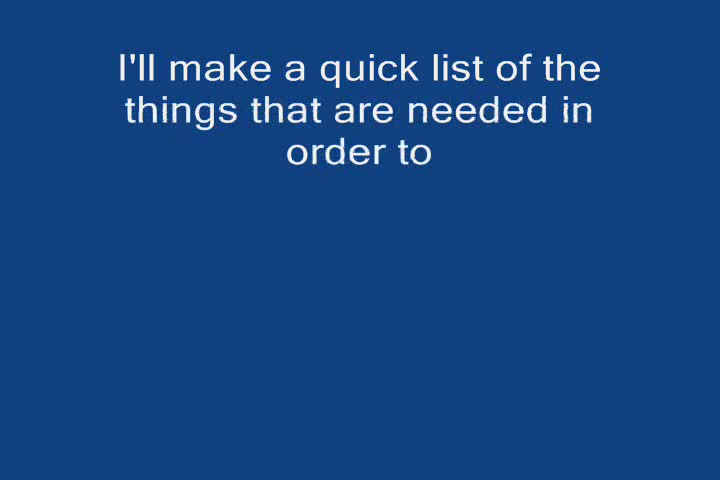 I'll make a quick list of the
things that are needed in
order to